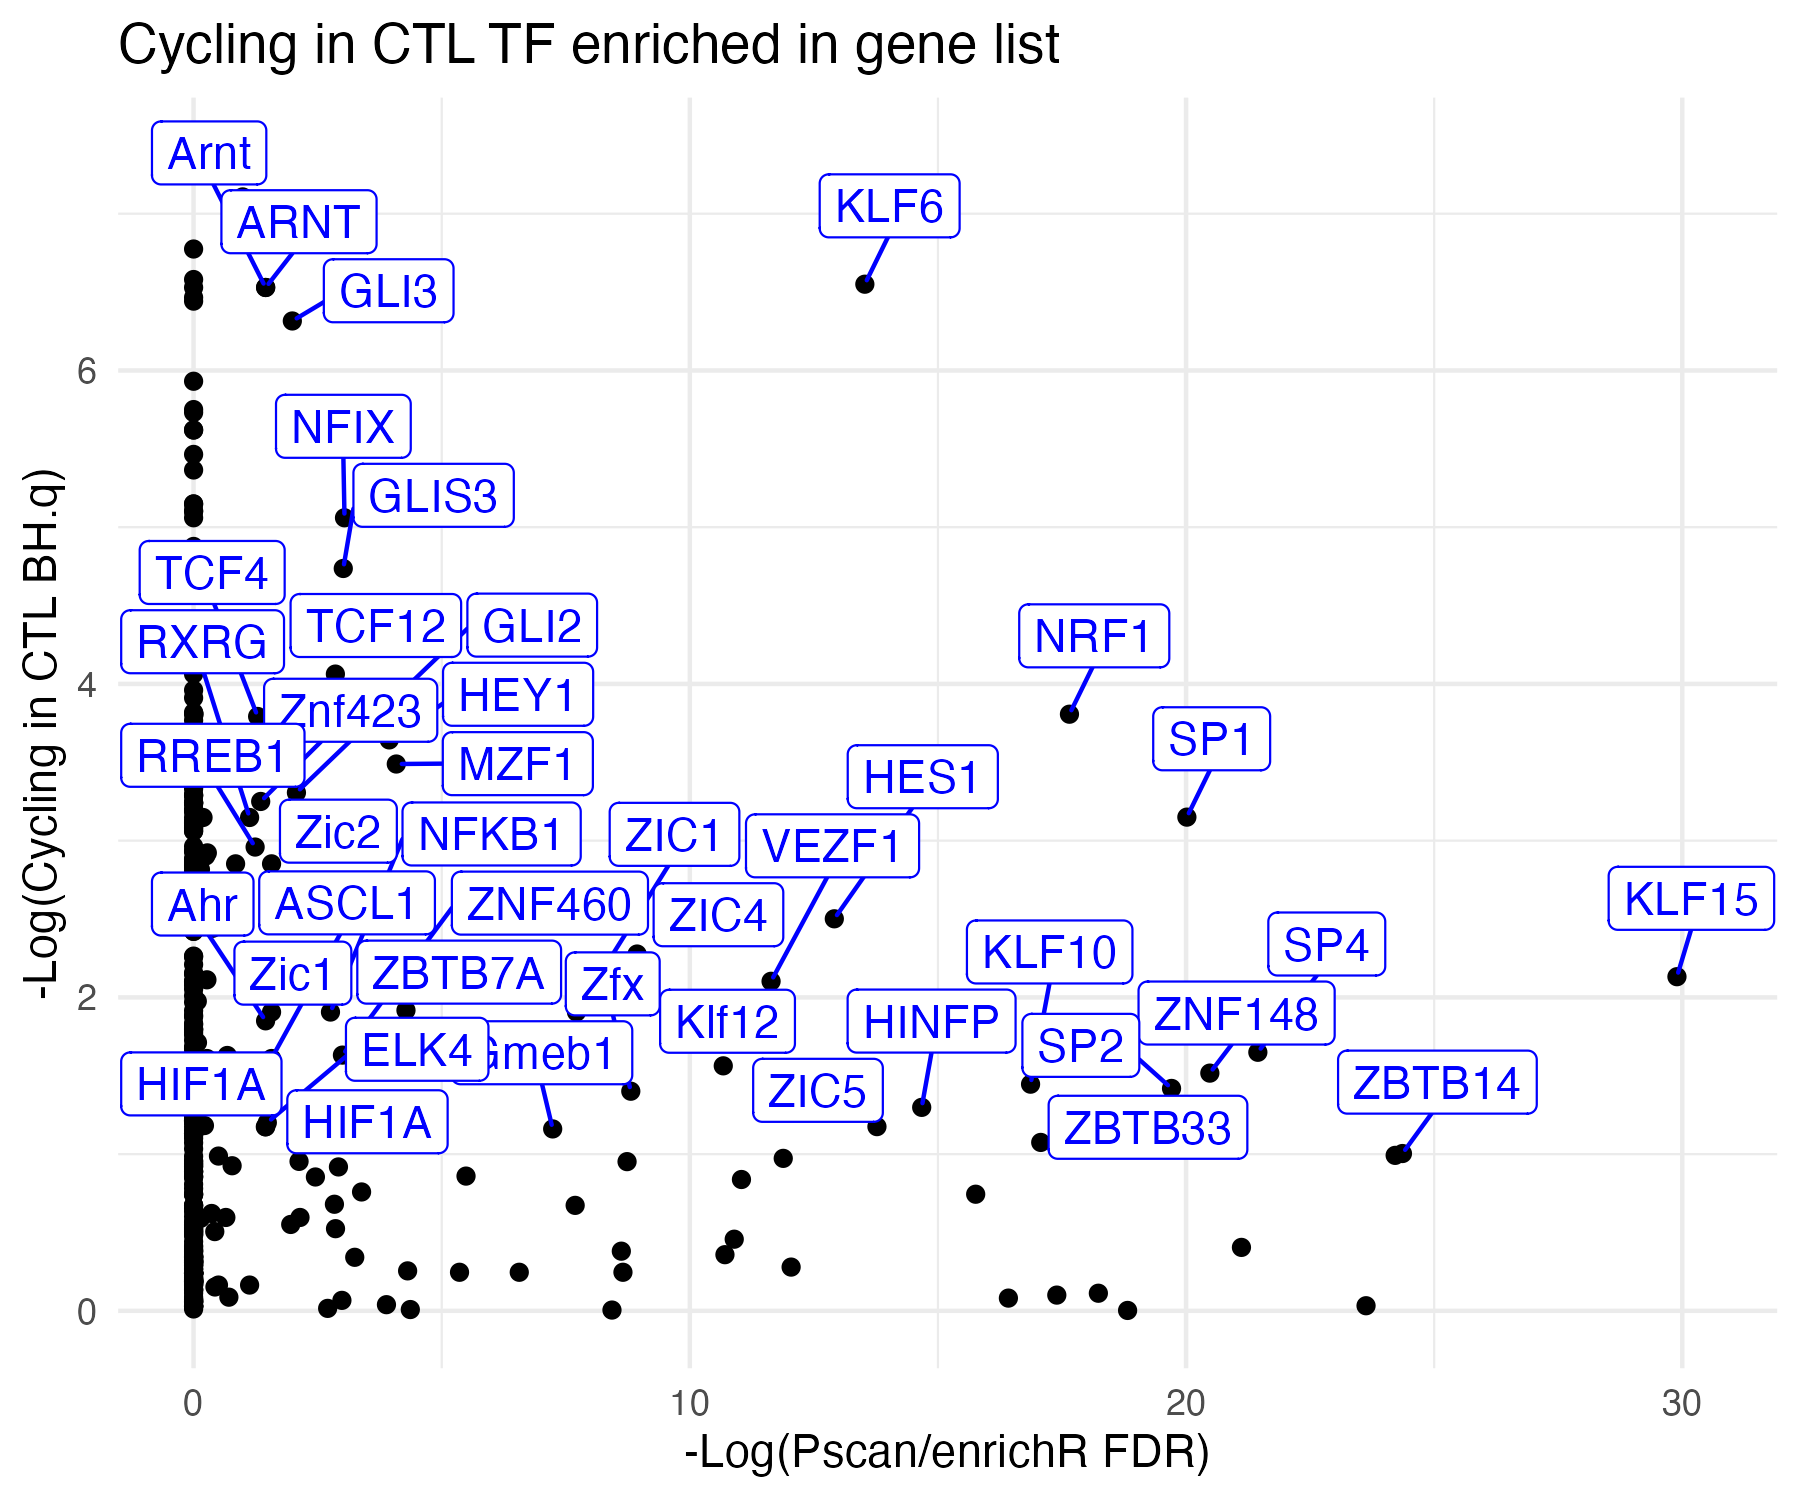 Cycling in CTL TF enriched in gene list
Arnt
KLF6
ARNT
GLI3
6
NFIX
GLIS3
TCF4
TCF12
GLI2
NRF1
RXRG
4
Znf423
HEY1
SP1
RREB1
MZF1
HES1
Zic2
NFKB1
ZIC1
VEZF1
Ahr
ASCL1
ZNF460
ZIC4
KLF15
KLF10
SP4
Zic1
ZBTB7A
Zfx
2
Klf12
HINFP
ZNF148
ELK4
Gmeb1
SP2
HIF1A
ZIC5
ZBTB14
HIF1A
ZBTB33
0
-Log(Cycling in CTL BH.q)
0
10
20
30
-Log(Pscan/enrichR FDR)